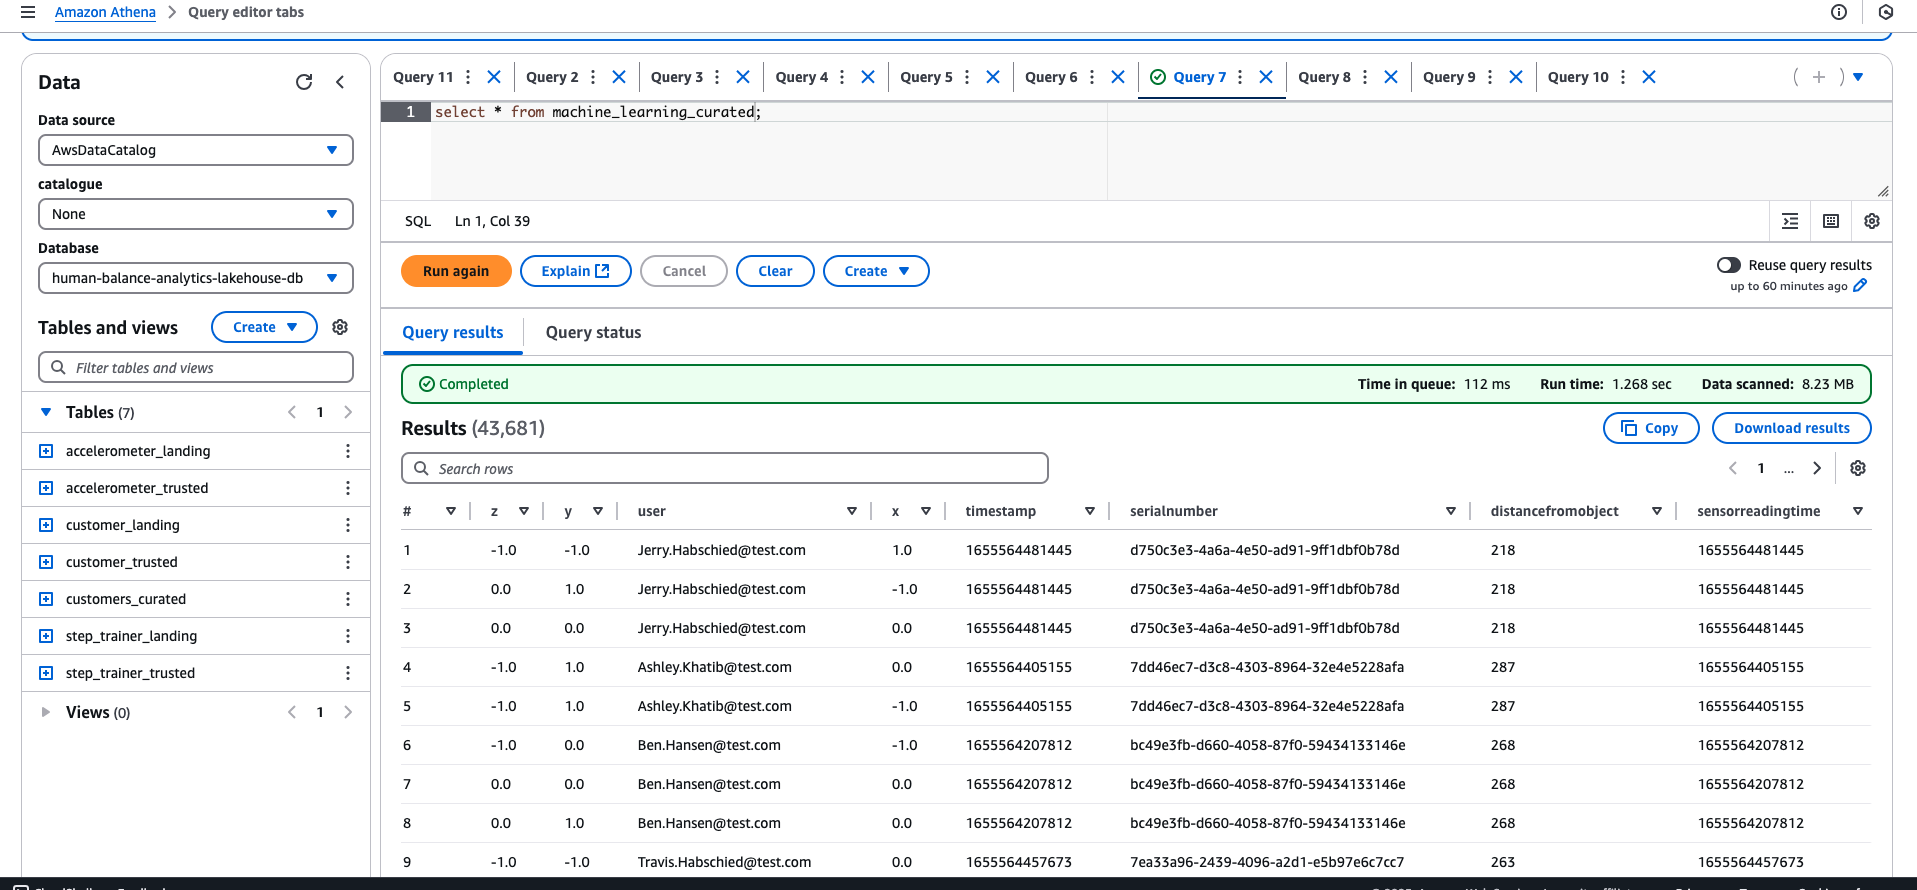 Amazon Athena > Query editor tabs
Data
Data source
AwsDataCatalog
catalogue
None
Database
human-balance-analytics-lakehouse-db
Tables and views
Create
Filter tables and views
Tables (7)
1
accelerometer_landing
accelerometer_trusted
customer_landing
customer_trusted
customers_curated
step_trainer_landing
step_trainer_trusted
Views (0)
1
Query 11 Query 2 Query 3 Query 4 Query 5 Query 6 Query 7 Query 8 Query 9 Query 10
1 select * from machine_learning_curated;
SQL Ln 1, Col 39
Run again Explain Cancel Clear Create
Reuse query results
up to 60 minutes ago
Query results Query status
Completed Time in queue: 112 ms Run time: 1.268 sec Data scanned: 8.23 MB
Results (43,681) Copy Download results
Search rows 1 ...
# z y user x timestamp serialnumber distancefromobject sensorreadingtime
1 -1.0 -1.0 Jerry.Habschied@test.com 1.0 1655564481445 d750c3e3-4a6a-4e50-ad91-9ff1dbf0b78d 218 1655564481445
2 0.0 1.0 Jerry.Habschied@test.com -1.0 1655564481445 d750c3e3-4a6a-4e50-ad91-9ff1dbf0b78d 218 1655564481445
3 0.0 0.0 Jerry.Habschied@test.com 0.0 1655564481445 d750c3e3-4a6a-4e50-ad91-9ff1dbf0b78d 218 1655564481445
4 -1.0 1.0 Ashley.Khatib@test.com 0.0 1655564405155 7dd46ec7-d3c8-4303-8964-32e4e5228afa 287 1655564405155
5 -1.0 1.0 Ashley.Khatib@test.com -1.0 1655564405155 7dd46ec7-d3c8-4303-8964-32e4e5228afa 287 1655564405155
6 -1.0 0.0 Ben.Hansen@test.com -1.0 1655564207812 bc49e3fb-d660-4058-87f0-59434133146e 268 1655564207812
7 0.0 0.0 Ben.Hansen@test.com 0.0 1655564207812 bc49e3fb-d660-4058-87f0-59434133146e 268 1655564207812
8 0.0 1.0 Ben.Hansen@test.com 0.0 1655564207812 bc49e3fb-d660-4058-87f0-59434133146e 268 1655564207812
9 -1.0 -1.0 Travis.Habschied@test.com 0.0 1655564457673 7ea33a96-2439-4096-a2d1-e5b97e6c7cc7 263 1655564457673